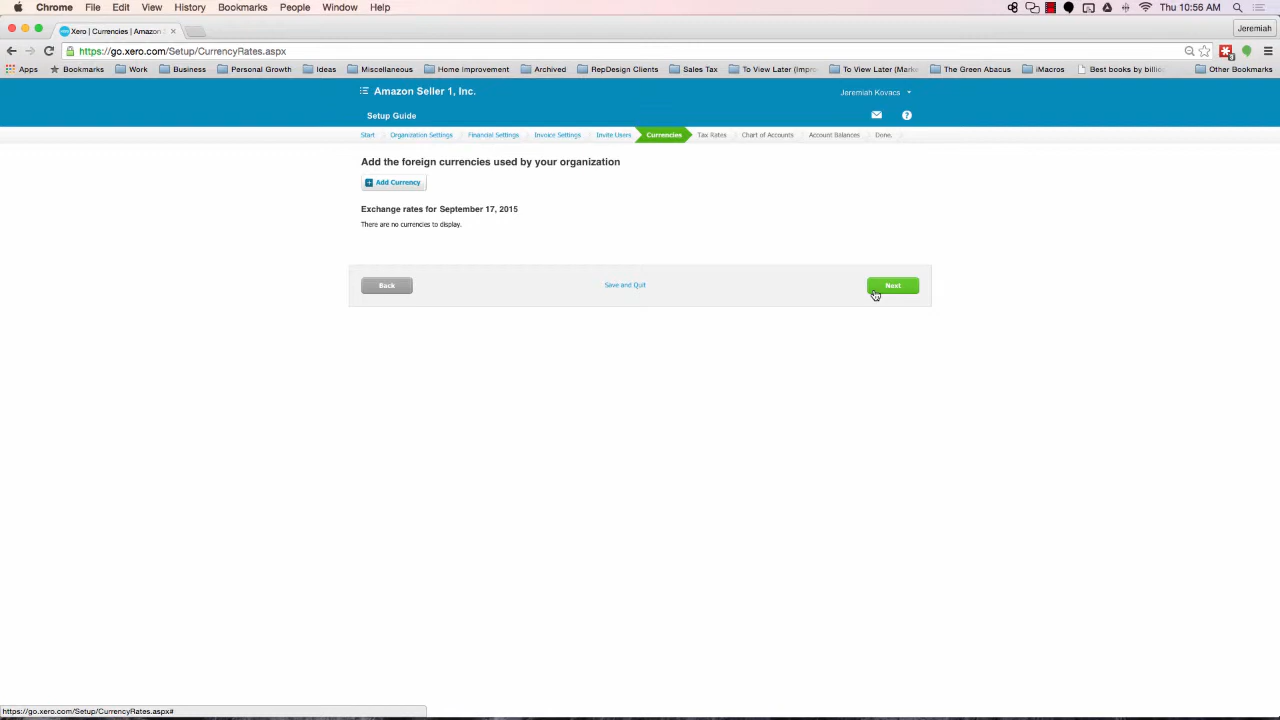 Chrome File Edit View History Bookmarks People Window Help Thu 10:56 AM
Xero | Currencies | Amazon Jeremiah
https://go.xero.com/Setup/CurrencyRates.aspx
Apps Bookmarks Work Business Personal Growth Ideas Miscellaneous Home Improvement Archived RepDesign Clients Sales Tax To View Later (Impro To View Later (Marke The Green Abacus iMacros Best books by billi Other Bookmarks
Amazon Seller 1, Inc. Jeremiah Kovacs
Setup Guide
Start Organization Settings Financial Settings Invoice Settings Invite Users Currencies Tax Rates Chart of Accounts Account Balances Done.
Add the foreign currencies used by your organization
Add Currency
Exchange rates for September 17, 2015
There are no currencies to display.
Back Save and Quit Next
https://go.xero.com/Setup/CurrencyRates.aspx#